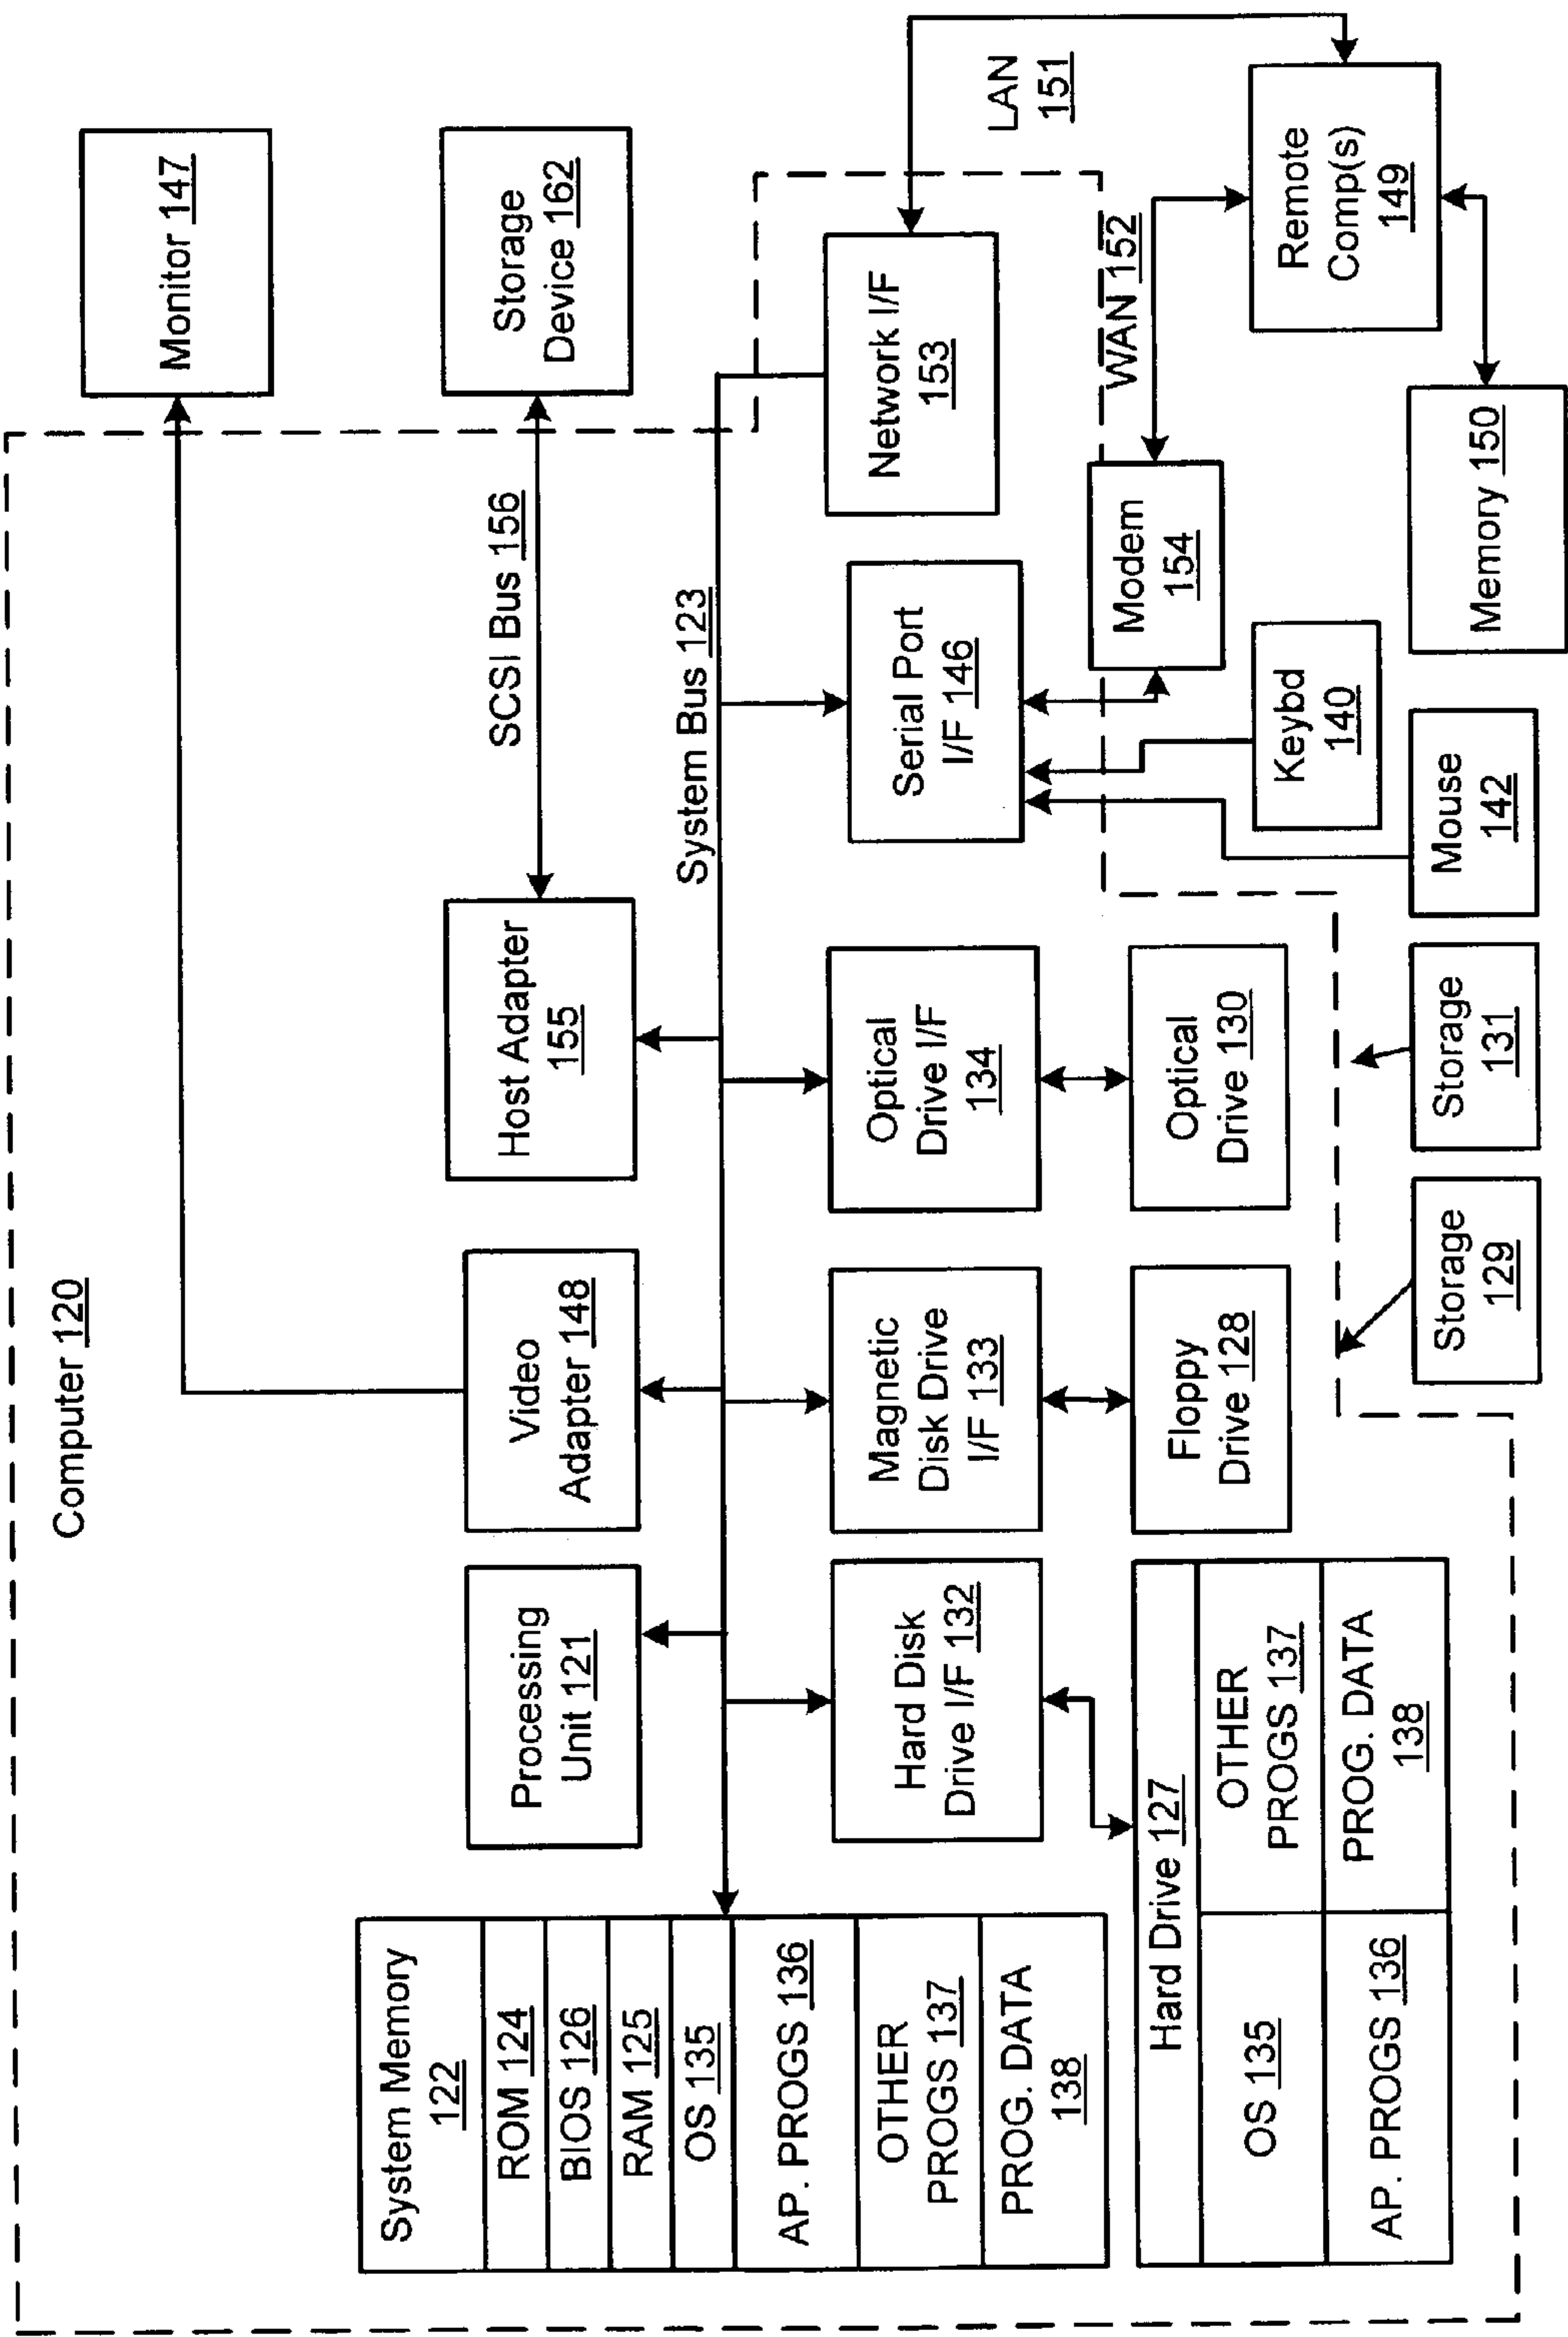 Computer 120
Monitor 147
System Memory
122
ROM 124
BIOS 126
RAM 125
OS 135
AP. PROGS 136
OTHER
PROGS 137
PROG. DATA
138
Processing
Unit 121
Video
Adapter 148
Host Adapter
155
SCSI Bus 156
Storage
Device 162
System Bus 123
Hard Disk
Drive I/F 132
Magnetic
Disk Drive
I/F 133
Optical
Drive I/F
134
Serial Port
I/F 146
Network I/F
153
LAN
151
Hard Drive 127
OS 135
OTHER
PROGS 137
AP. PROGS 136
PROG. DATA
138
Floppy
Drive 128
Optical
Drive 130
Modem
154
WAN 152
Storage
129
Storage
131
Mouse
142
Keybd
140
Remote
Comp(s)
149
Memory 150